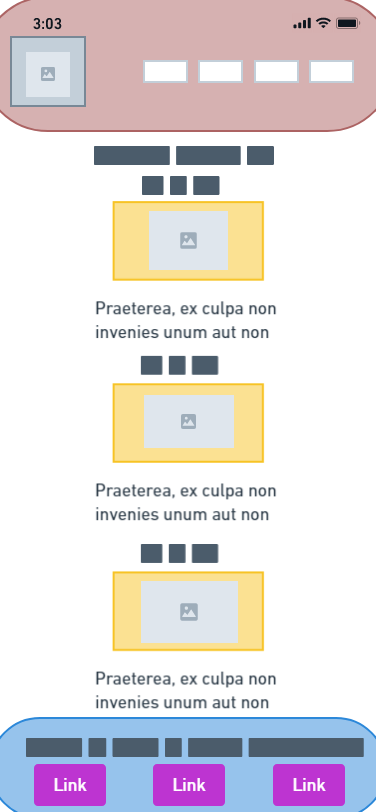 3:03
Praeterea, ex culpa non
invenies unum aut non
Praeterea, ex culpa non
invenies unum aut non
Praeterea, ex culpa non
invenies unum aut non
Link Link Link